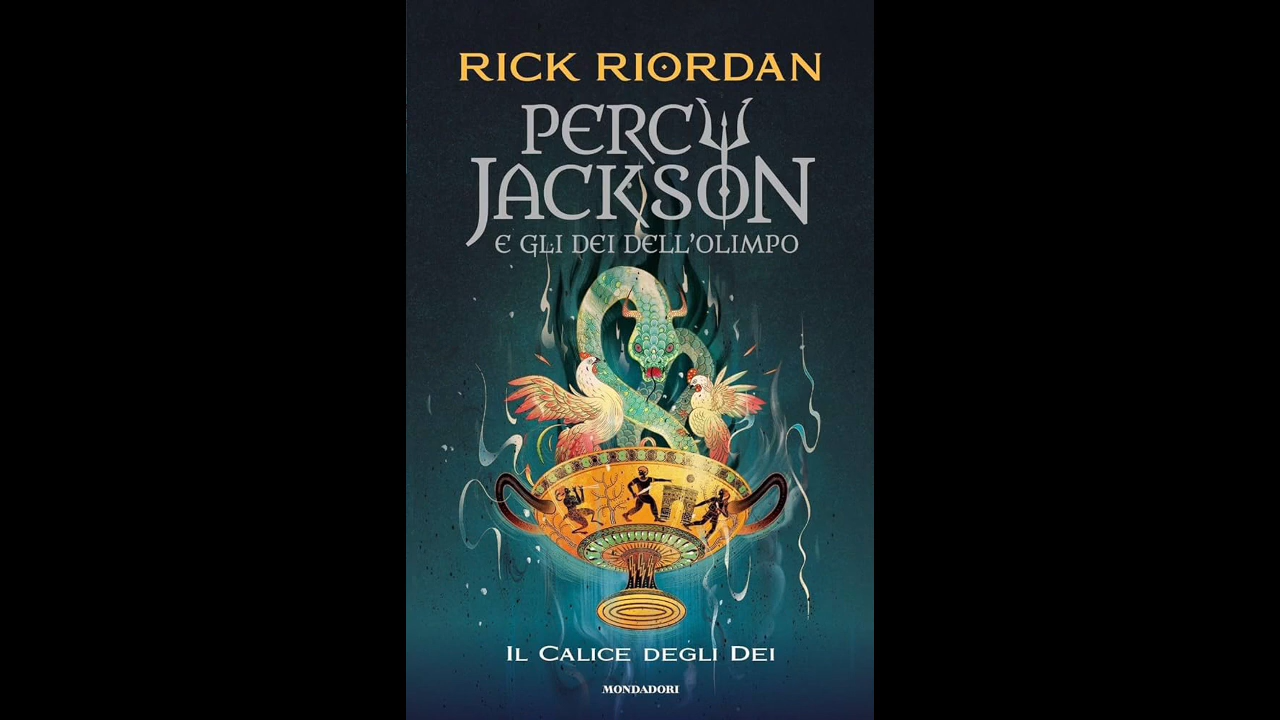 RICK RIORDAN
PERCY
JACKSON
E GLI DEI DELL'OLIMPO
IL CALICE DEGLI DEI
MONDADORI